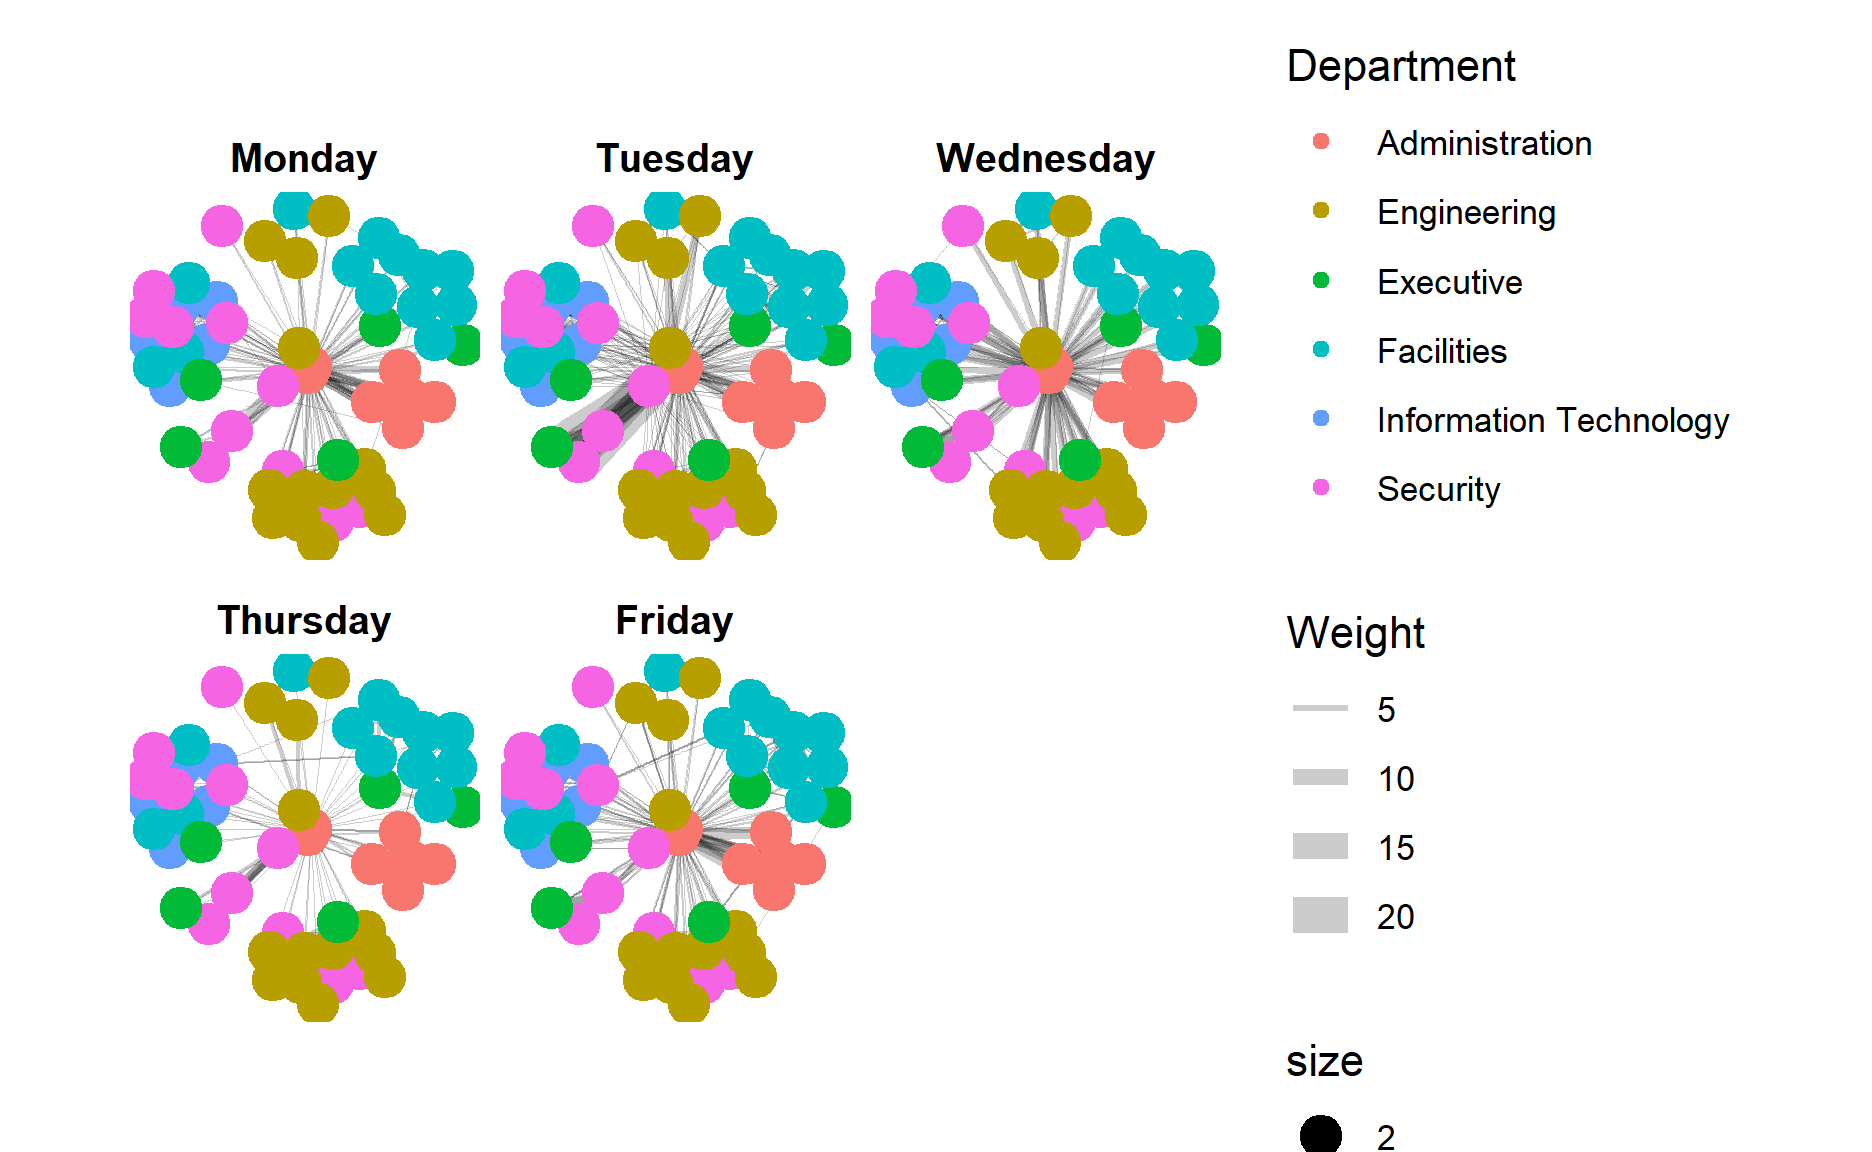 Monday
Tuesday
Wednesday
Thursday
Friday
Department
Administration
Engineering
Executive
Facilities
Information Technology
Security
Weight
5
10
15
20
size
2